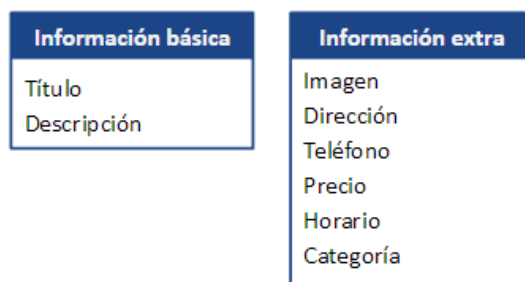 Información básica
Título
Descripción
Información extra
Imagen
Dirección
Teléfono
Precio
Horario
Categoría